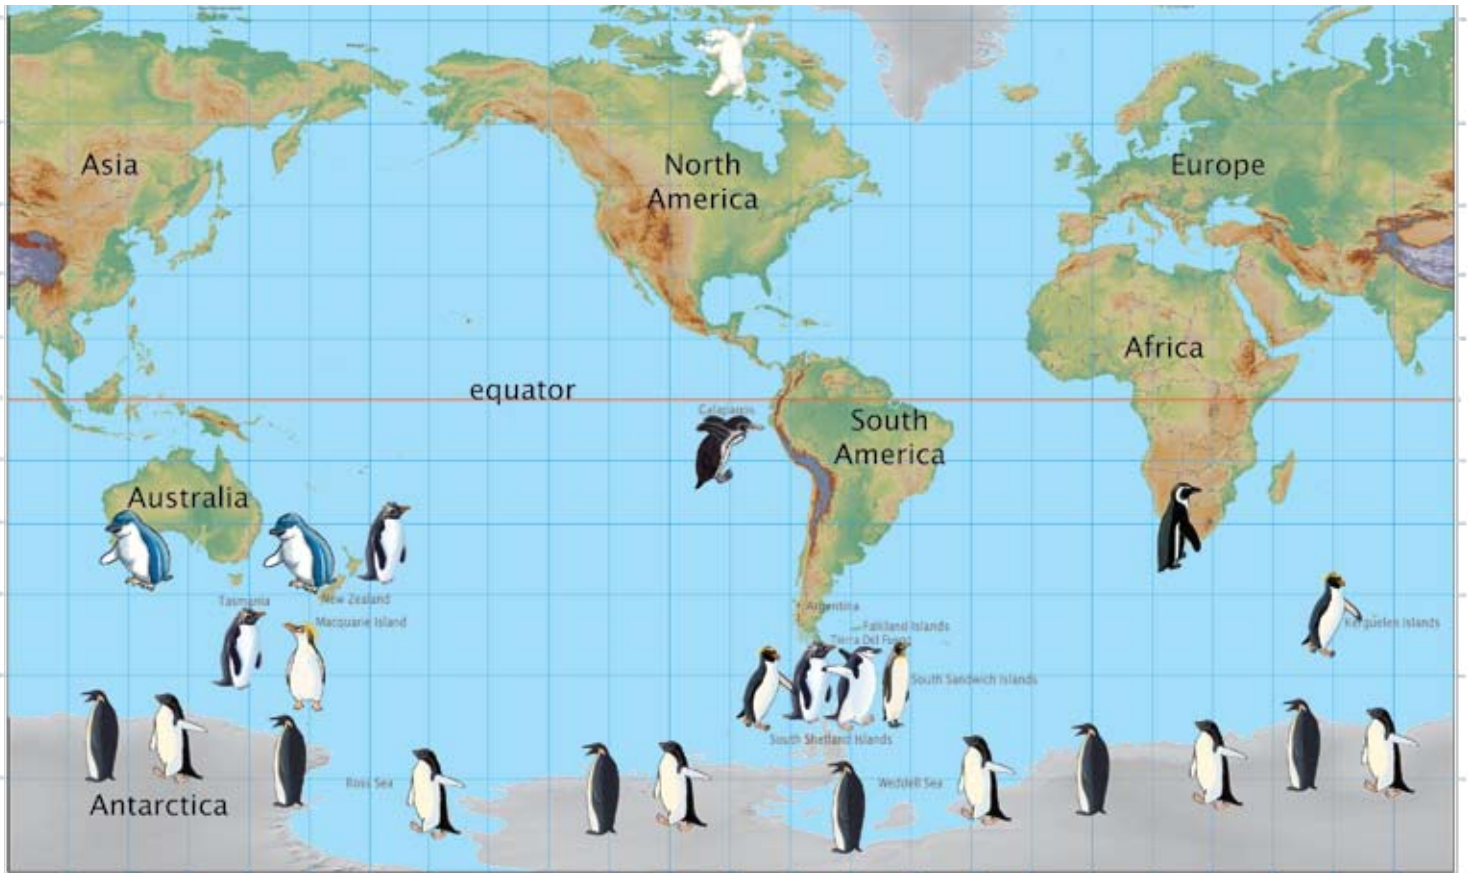 Asia
North
America
Europe
Africa
equator
Galapagos
South
America
Australia
Tasmania
New Zealand
Macquarie Island
Argentina
Falkland Islands
Tierra Del Fuego
Kerguelen Islands
South Sandwich Islands
South Shetland Islands
Ross Sea
Weddell Sea
Antarctica